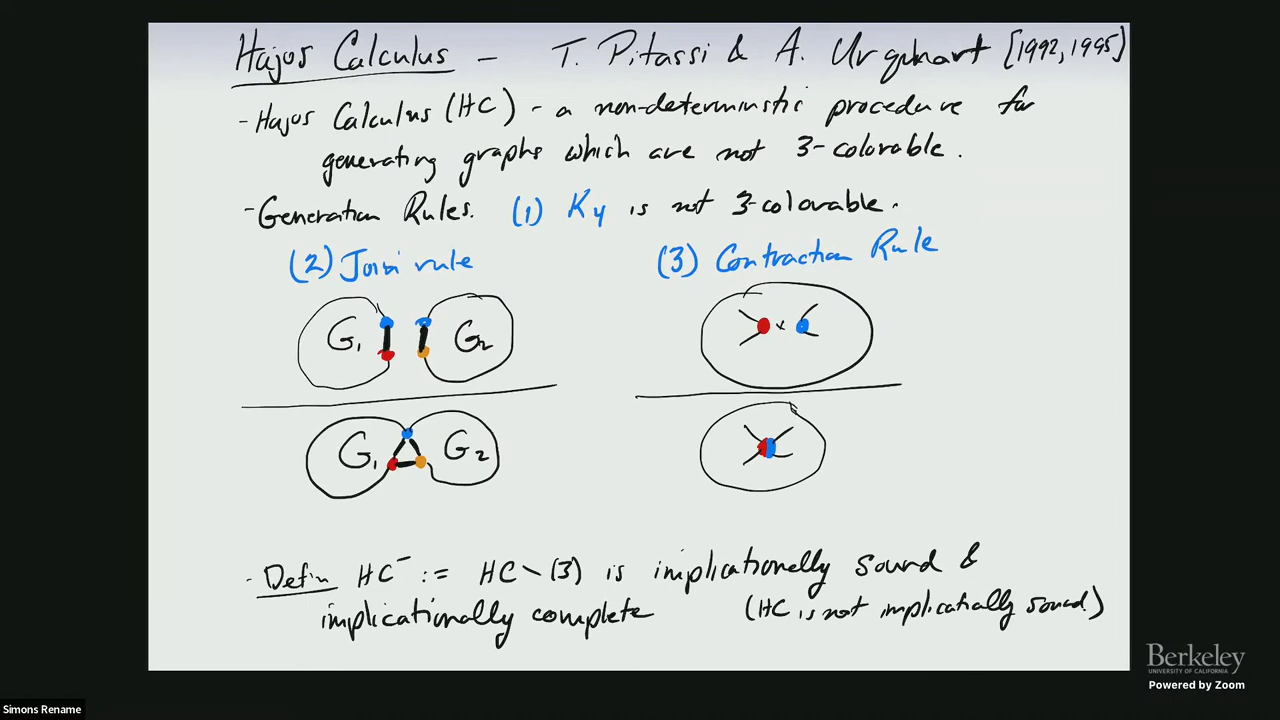 Hajos Calculus – T. Pitassi & A. Urquhart [1992, 1995]
- Hajos Calculus (HC) - a non-deterministic procedure for
generating graphs which are not 3-colorable.
- Generation Rules. (1) K4 is not 3-colorable.
(2) Join rule (3) Contraction Rule
G1 G2 x
G1 G2
- Defin HC⁻ := HC \ (3) is implicationally sound &
implicationally complete (HC is not implicatially sound)
Berkeley
UNIVERSITY OF CALIFORNIA
Powered by Zoom
Simons Rename